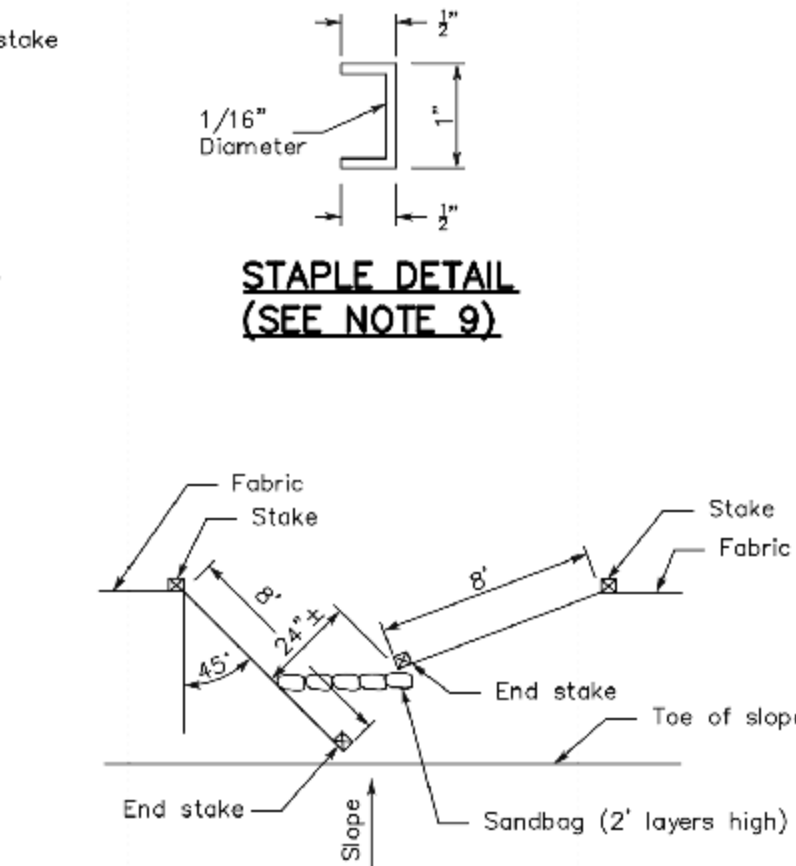 ½"
stake
1/16"
Diameter
1"
½"
STAPLE DETAIL
(SEE NOTE 9)
Fabric
Stake
Stake
Fabric
8'
8'
24"±
45°
End stake
Toe of slop
End stake
Sandbag (2' layers high)
Slope